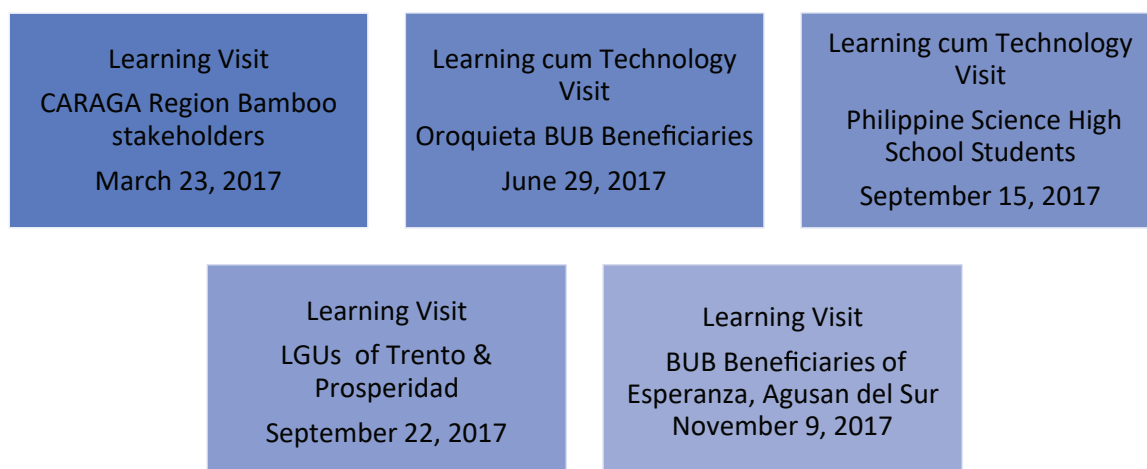 Learning Visit
CARAGA Region Bamboo
stakeholders
March 23, 2017
Learning cum Technology
Visit
Oroquieta BUB Beneficiaries
June 29, 2017
Learning cum Technology
Visit
Philippine Science High
School Students
September 15, 2017
Learning Visit
LGUs of Trento &
Prosperidad
September 22, 2017
Learning Visit
BUB Beneficiaries of
Esperanza, Agusan del Sur
November 9, 2017